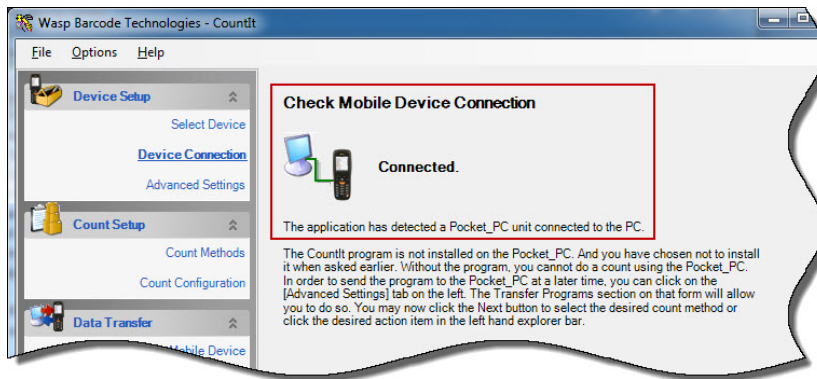 Wasp Barcode Technologies - CountIt
File Options Help
Device Setup
Select Device
Device Connection
Advanced Settings
Count Setup
Count Methods
Count Configuration
Data Transfer
Mobile Device
Check Mobile Device Connection
Connected.
The application has detected a Pocket_PC unit connected to the PC.
The CountIt program is not installed on the Pocket_PC. And you have chosen not to install
it when asked earlier. Without the program, you cannot do a count using the Pocket_PC.
In order to send the program to the Pocket_PC at a later time, you can click on the
[Advanced Settings] tab on the left. The Transfer Programs section on that form will allow
you to do so. You may now click the Next button to select the desired count method or
click the desired action item in the left hand explorer bar.